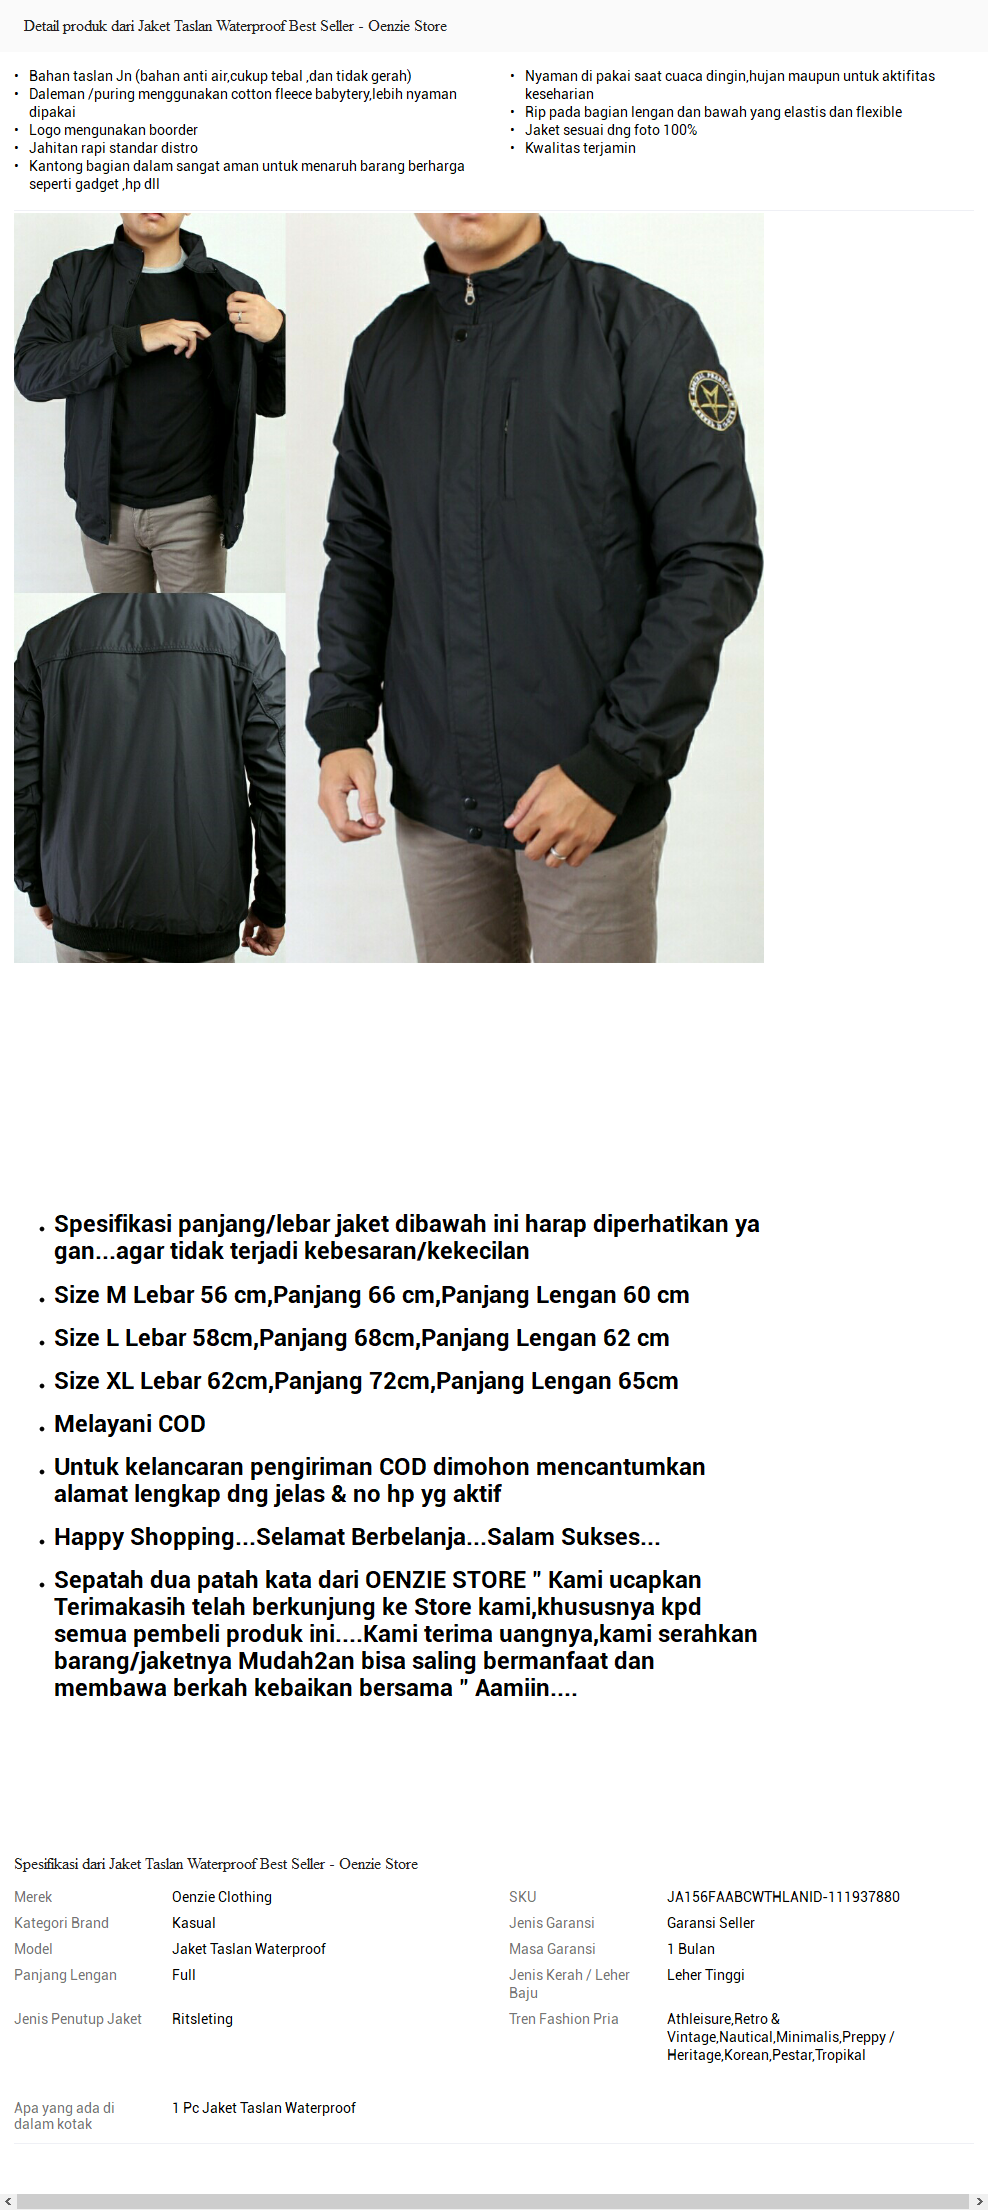 Detail produk dari Jaket Taslan Waterproof Best Seller - Oenzie Store
• Bahan taslan Jn (bahan anti air,cukup tebal ,dan tidak gerah)
• Daleman /puring menggunakan cotton fleece babytery,lebih nyaman
dipakai
• Logo mengunakan boorder
• Jahitan rapi standar distro
• Kantong bagian dalam sangat aman untuk menaruh barang berharga
seperti gadget ,hp dll
• Nyaman di pakai saat cuaca dingin,hujan maupun untuk aktifitas
keseharian
• Rip pada bagian lengan dan bawah yang elastis dan flexible
• Jaket sesuai dng foto 100%
• Kwalitas terjamin
• Spesifikasi panjang/lebar jaket dibawah ini harap diperhatikan ya
gan...agar tidak terjadi kebesaran/kekecilan
• Size M Lebar 56 cm,Panjang 66 cm,Panjang Lengan 60 cm
• Size L Lebar 58cm,Panjang 68cm,Panjang Lengan 62 cm
• Size XL Lebar 62cm,Panjang 72cm,Panjang Lengan 65cm
• Melayani COD
• Untuk kelancaran pengiriman COD dimohon mencantumkan
alamat lengkap dng jelas & no hp yg aktif
• Happy Shopping...Selamat Berbelanja...Salam Sukses...
• Sepatah dua patah kata dari OENZIE STORE " Kami ucapkan
Terimakasih telah berkunjung ke Store kami,khususnya kpd
semua pembeli produk ini....Kami terima uangnya,kami serahkan
barang/jaketnya Mudah2an bisa saling bermanfaat dan
membawa berkah kebaikan bersama " Aamiin....
Spesifikasi dari Jaket Taslan Waterproof Best Seller - Oenzie Store
Merek Oenzie Clothing SKU JA156FAABCWTHLANID-111937880
Kategori Brand Kasual Jenis Garansi Garansi Seller
Model Jaket Taslan Waterproof Masa Garansi 1 Bulan
Panjang Lengan Full Jenis Kerah / Leher Leher Tinggi
Baju
Jenis Penutup Jaket Ritsleting Tren Fashion Pria Athleisure,Retro &
Vintage,Nautical,Minimalis,Preppy /
Heritage,Korean,Pestar,Tropikal
Apa yang ada di 1 Pc Jaket Taslan Waterproof
dalam kotak